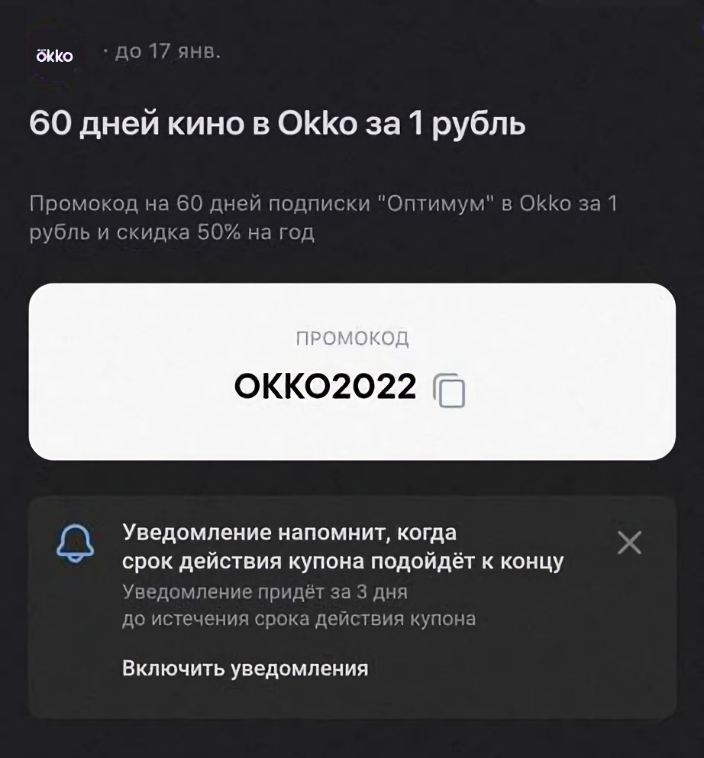 okko · до 17 янв.
60 дней кино в Okko за 1 рубль
Промокод на 60 дней подписки "Оптимум" в Okko за 1
рубль и скидка 50% на год
ПРОМОКОД
OKKO2022
Уведомление напомнит, когда
срок действия купона подойдёт к концу
Уведомление придёт за 3 дня
до истечения срока действия купона
Включить уведомления